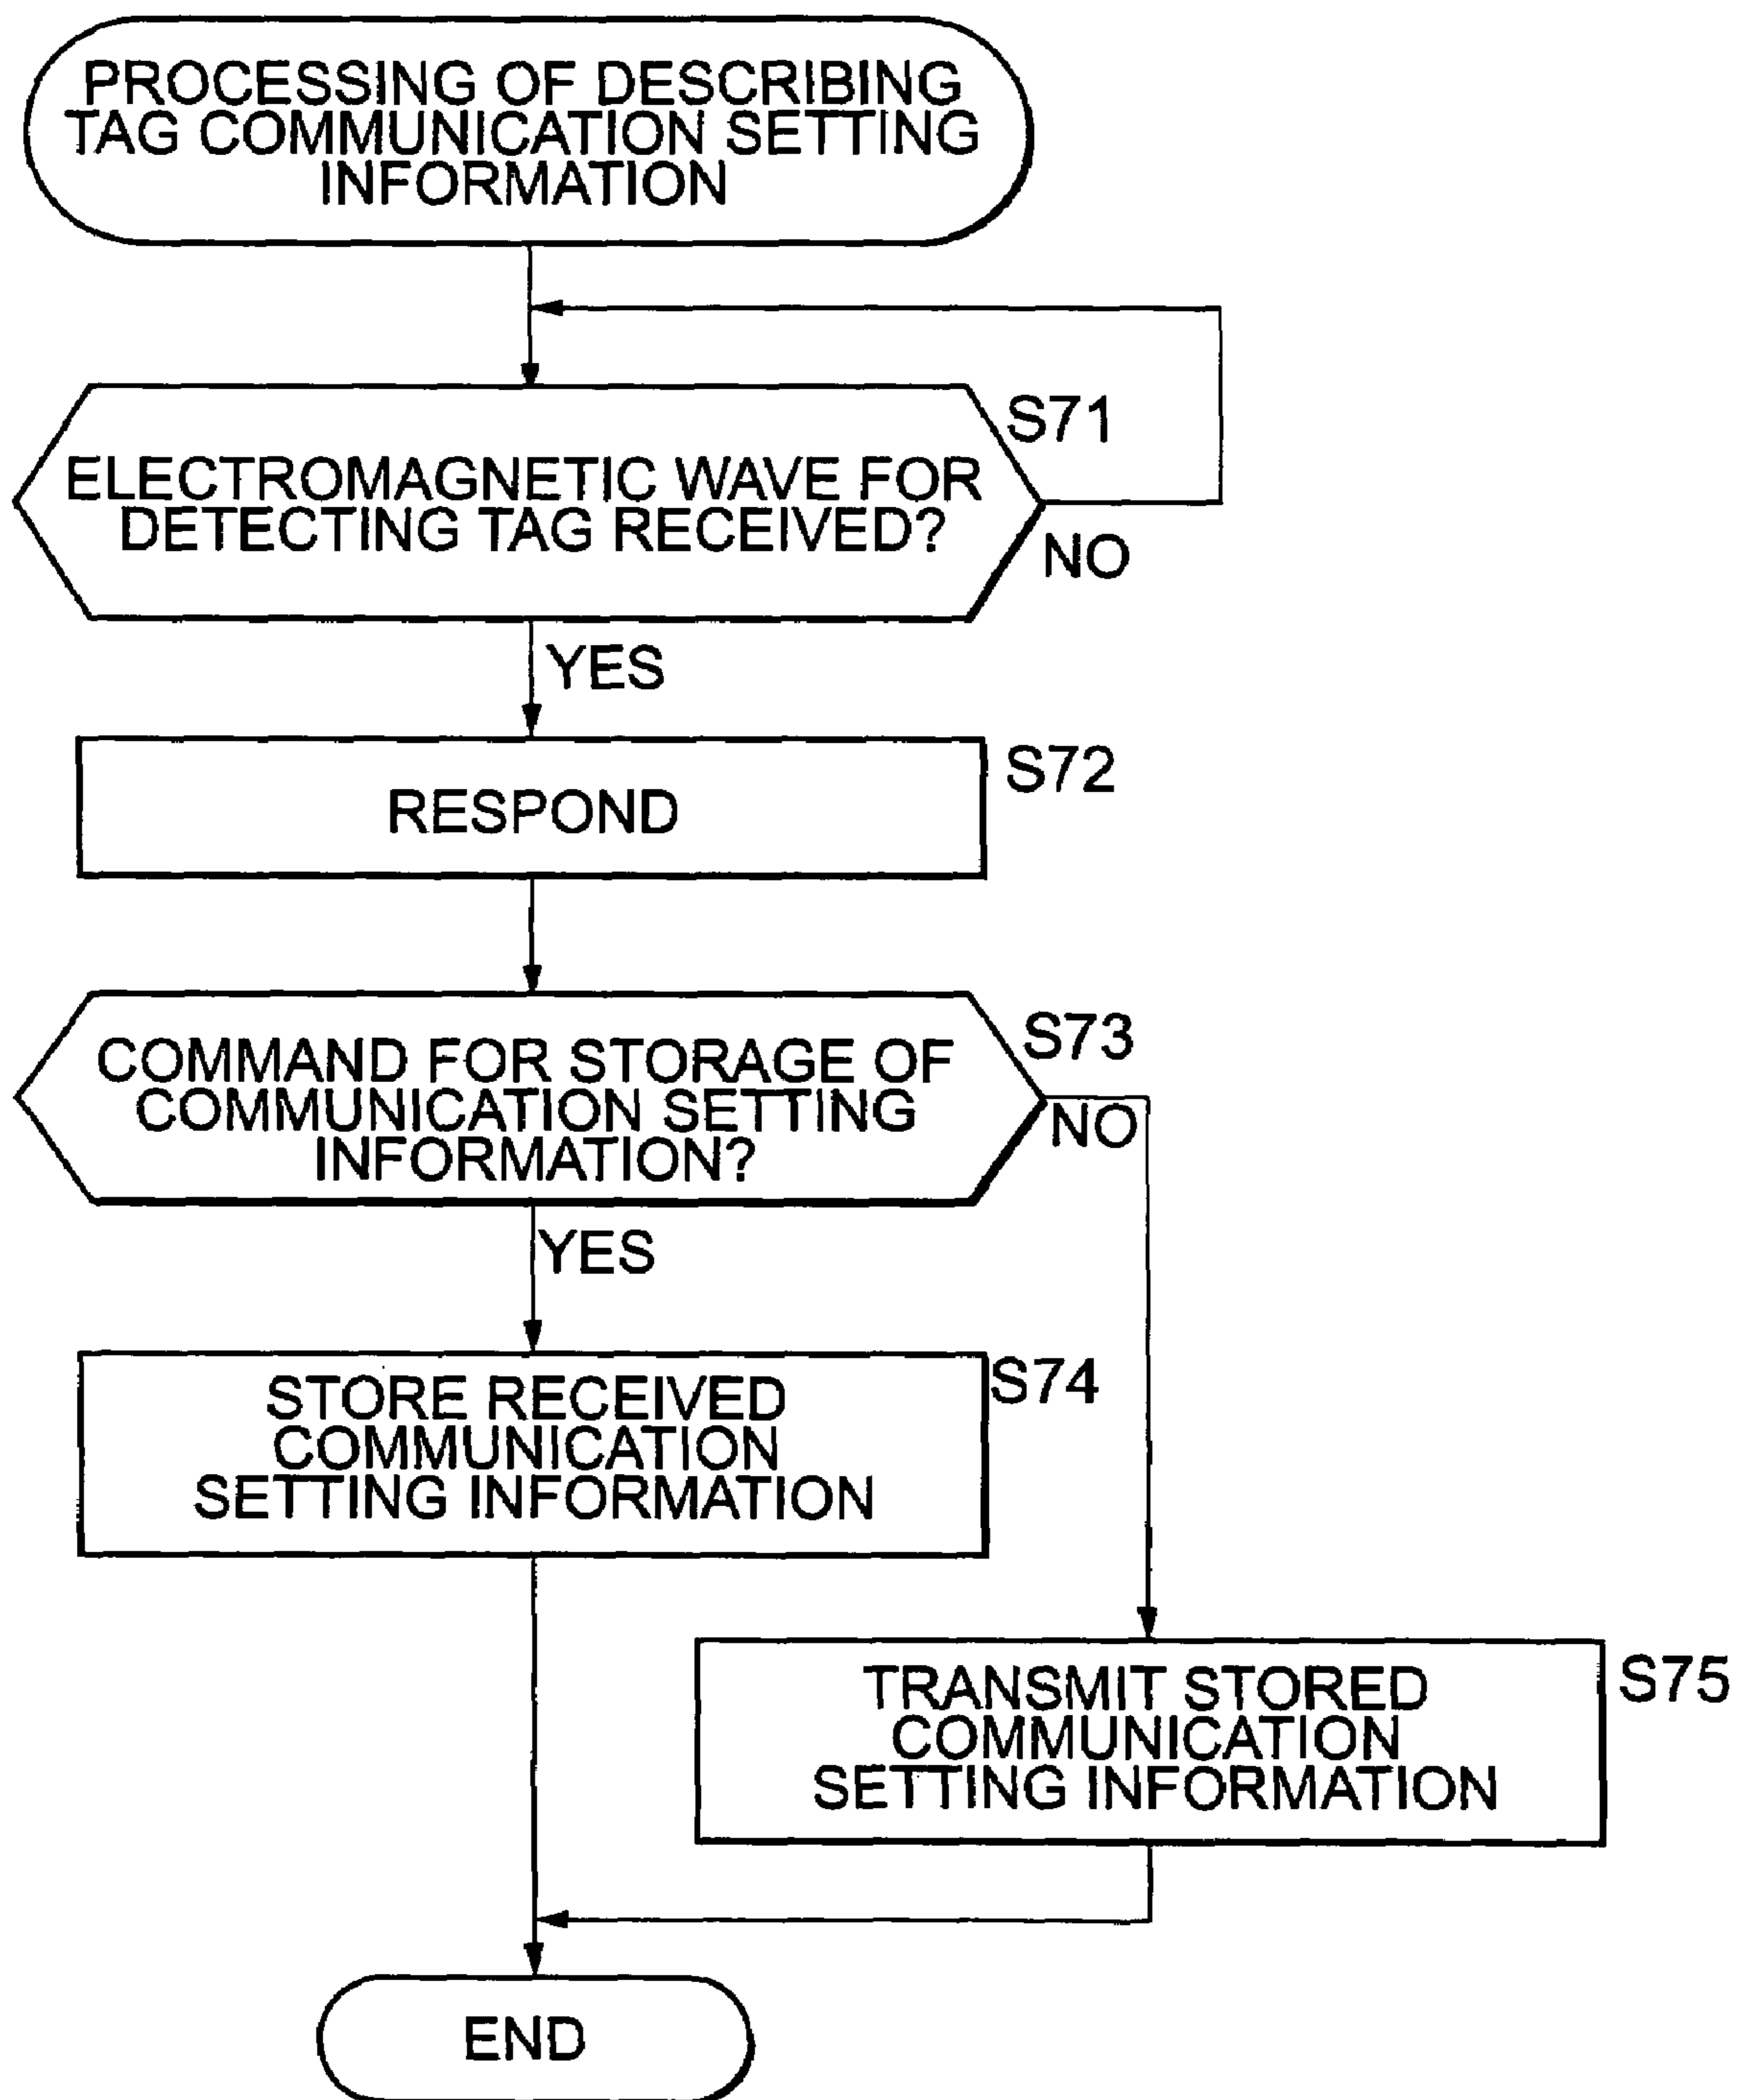 PROCESSING OF DESCRIBING
TAG COMMUNICATION SETTING
INFORMATION
S71
ELECTROMAGNETIC WAVE FOR
DETECTING TAG RECEIVED?
NO
YES
S72
RESPOND
S73
COMMAND FOR STORAGE OF
COMMUNICATION SETTING
INFORMATION?
NO
YES
S74
STORE RECEIVED
COMMUNICATION
SETTING INFORMATION
S75
TRANSMIT STORED
COMMUNICATION
SETTING INFORMATION
END